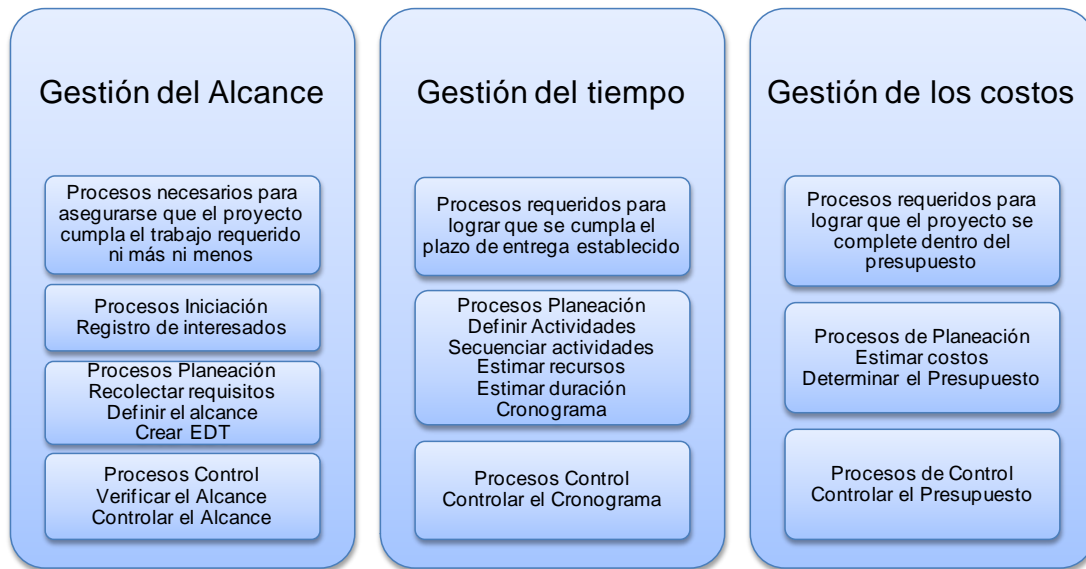 Gestión del Alcance
Procesos necesarios para
asegurarse que el proyecto
cumpla el trabajo requerido
ni más ni menos
Procesos Iniciación
Registro de interesados
Procesos Planeación
Recolectar requisitos
Definir el alcance
Crear EDT
Procesos Control
Verificar el Alcance
Controlar el Alcance
Gestión del tiempo
Procesos requeridos para
lograr que se cumpla el
plazo de entrega establecido
Procesos Planeación
Definir Actividades
Secuenciar actividades
Estimar recursos
Estimar duración
Cronograma
Procesos Control
Controlar el Cronograma
Gestión de los costos
Procesos requeridos para
lograr que el proyecto se
complete dentro del
presupuesto
Procesos de Planeación
Estimar costos
Determinar el Presupuesto
Procesos de Control
Controlar el Presupuesto